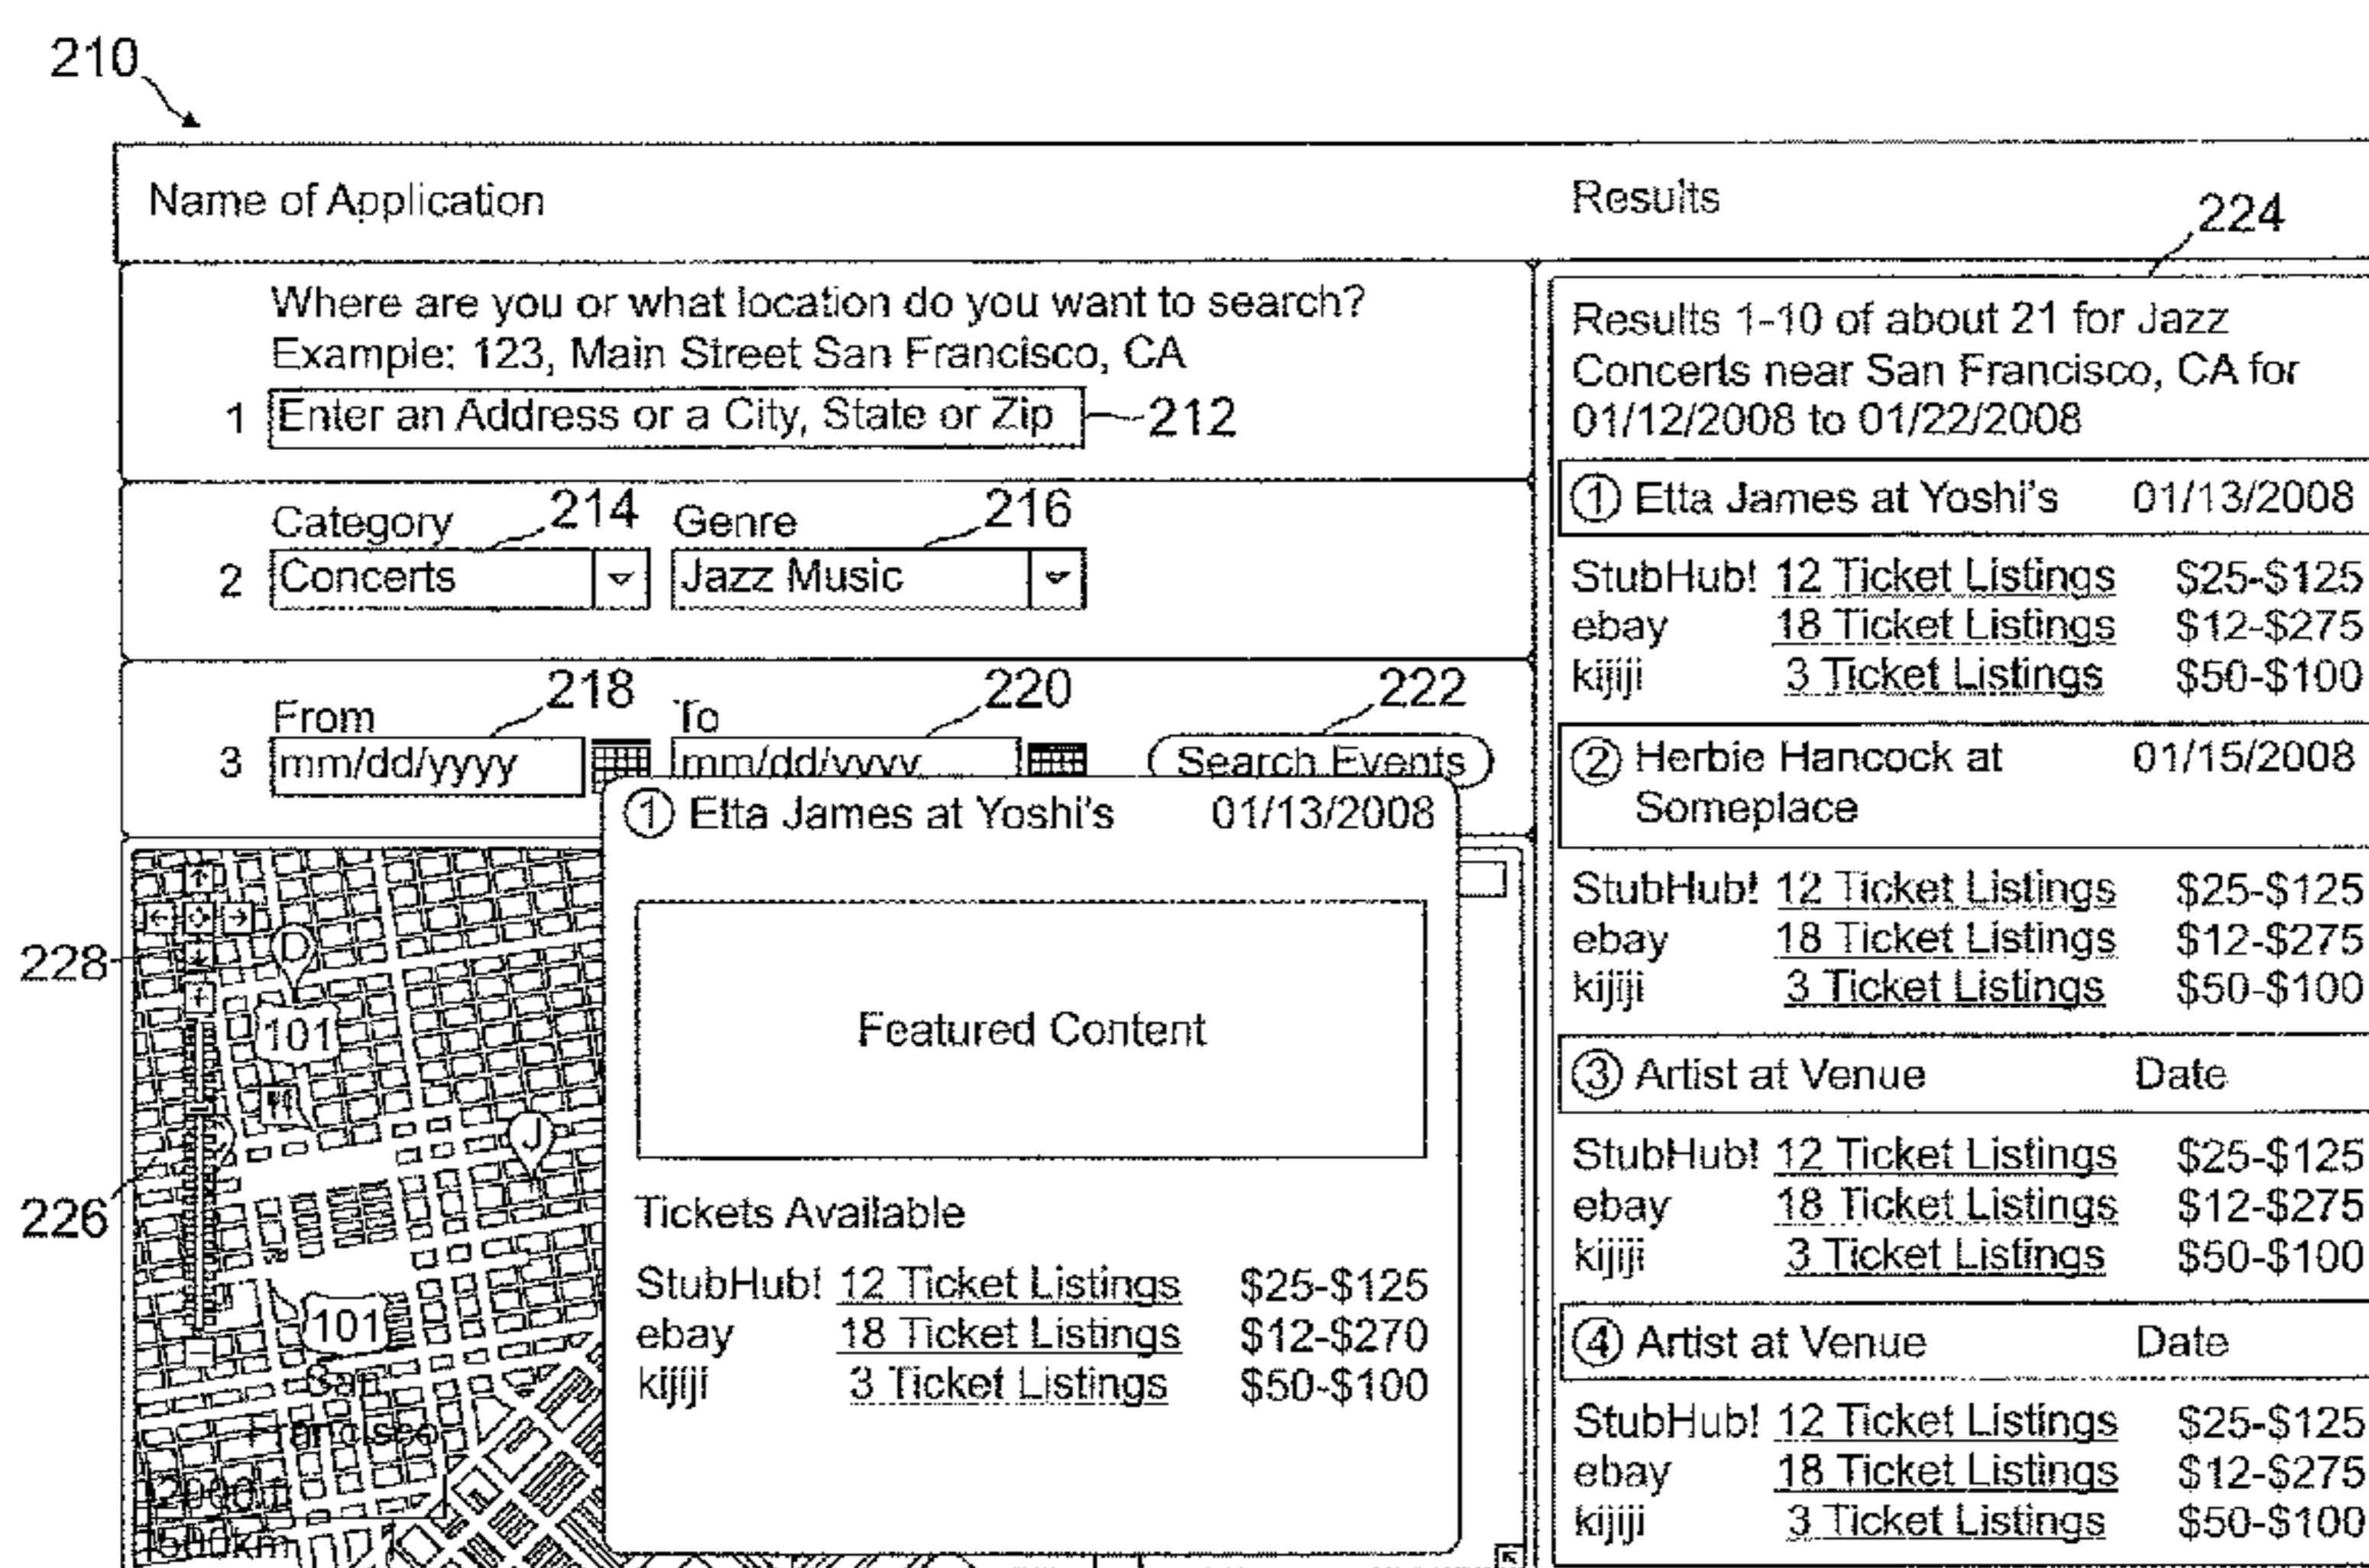 210
Name of Application
Results
224
Where are you or what location do you want to search?
Example: 123, Main Street San Francisco, CA
1 Enter an Address or a City, State or Zip 212
Category 214 Genre 216
2 Concerts Jazz Music
From 218 To 220 222
3 mm/dd/yyyy mm/dd/yyyy Search Events
1 Etta James at Yoshi's 01/13/2008
Featured Content
Tickets Available
StubHub! 12 Ticket Listings $25-$125
ebay 18 Ticket Listings $12-$270
kijiji 3 Ticket Listings $50-$100
228
D
101
J
226
101
San
Francisco
Results 1-10 of about 21 for Jazz
Concerts near San Francisco, CA for
01/12/2008 to 01/22/2008
1 Etta James at Yoshi's 01/13/2008
StubHub! 12 Ticket Listings $25-$125
ebay 18 Ticket Listings $12-$275
kijiji 3 Ticket Listings $50-$100
2 Herbie Hancock at 01/15/2008
Someplace
StubHub! 12 Ticket Listings $25-$125
ebay 18 Ticket Listings $12-$275
kijiji 3 Ticket Listings $50-$100
3 Artist at Venue Date
StubHub! 12 Ticket Listings $25-$125
ebay 18 Ticket Listings $12-$275
kijiji 3 Ticket Listings $50-$100
4 Artist at Venue Date
StubHub! 12 Ticket Listings $25-$125
ebay 18 Ticket Listings $12-$275
kijiji 3 Ticket Listings $50-$100